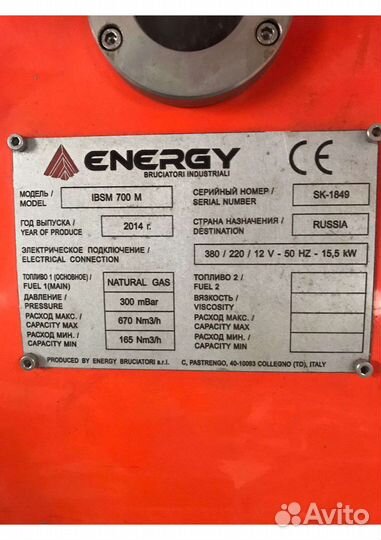 ENERGY
BRUCIATORI INDUSTRIALI
CE
МОДЕЛЬ / MODEL
IBSM 700 M
СЕРИЙНЫЙ НОМЕР / SERIAL NUMBER
SK-1849
ГОД ВЫПУСКА / YEAR OF PRODUCE
2014 г.
СТРАНА НАЗНАЧЕНИЯ / DESTINATION
RUSSIA
ЭЛЕКТРИЧЕСКОЕ ПОДКЛЮЧЕНИЕ / ELECTRICAL CONNECTION
380 / 220 / 12 V - 50 HZ - 15,5 kW
ТОПЛИВО 1 (ОСНОВНОЕ) / FUEL 1(MAIN)
NATURAL GAS
ДАВЛЕНИЕ / PRESSURE
300 mBar
РАСХОД МАКС. / CAPACITY MAX
670 Nm3/h
РАСХОД МИН. / CAPACITY MIN
165 Nm3/h
ТОПЛИВО 2 / FUEL 2
ВЯЗКОСТЬ / VISCOSITY
РАСХОД МАКС. / CAPACITY MAX
РАСХОД МИН. / CAPACITY MIN
PRODUCED BY ENERGY BRUCIATORI s.r.l. C, PASTRENGO, 40-10093 COLLEGNO (TO), ITALY
Avito